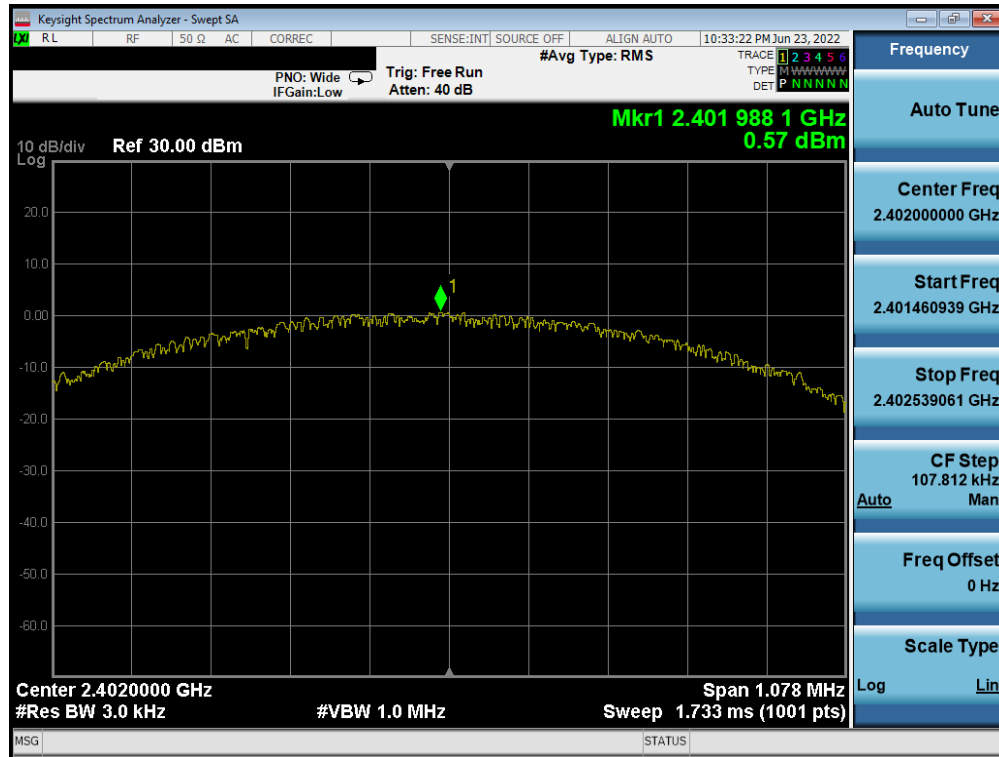 Keysight Spectrum Analyzer - Swept SA
LXI RL RF 50 Ω AC CORREC SENSE:INT SOURCE OFF ALIGN AUTO 10:33:22 PM Jun 23, 2022
#Avg Type: RMS
TRACE 1 2 3 4 5 6
TYPE M WWWWW
DET P N N N N N
PNO: Wide
IFGain:Low
Trig: Free Run
Atten: 40 dB
Mkr1 2.401 988 1 GHz
0.57 dBm
10 dB/div Ref 30.00 dBm
Log
20.0
10.0
0.00
-10.0
-20.0
-30.0
-40.0
-50.0
-60.0
1
Center 2.4020000 GHz
Span 1.078 MHz
#Res BW 3.0 kHz
#VBW 1.0 MHz
Sweep 1.733 ms (1001 pts)
MSG STATUS
Frequency
Auto Tune
Center Freq
2.402000000 GHz
Start Freq
2.401460939 GHz
Stop Freq
2.402539061 GHz
CF Step
107.812 kHz
Auto Man
Freq Offset
0 Hz
Scale Type
Log Lin